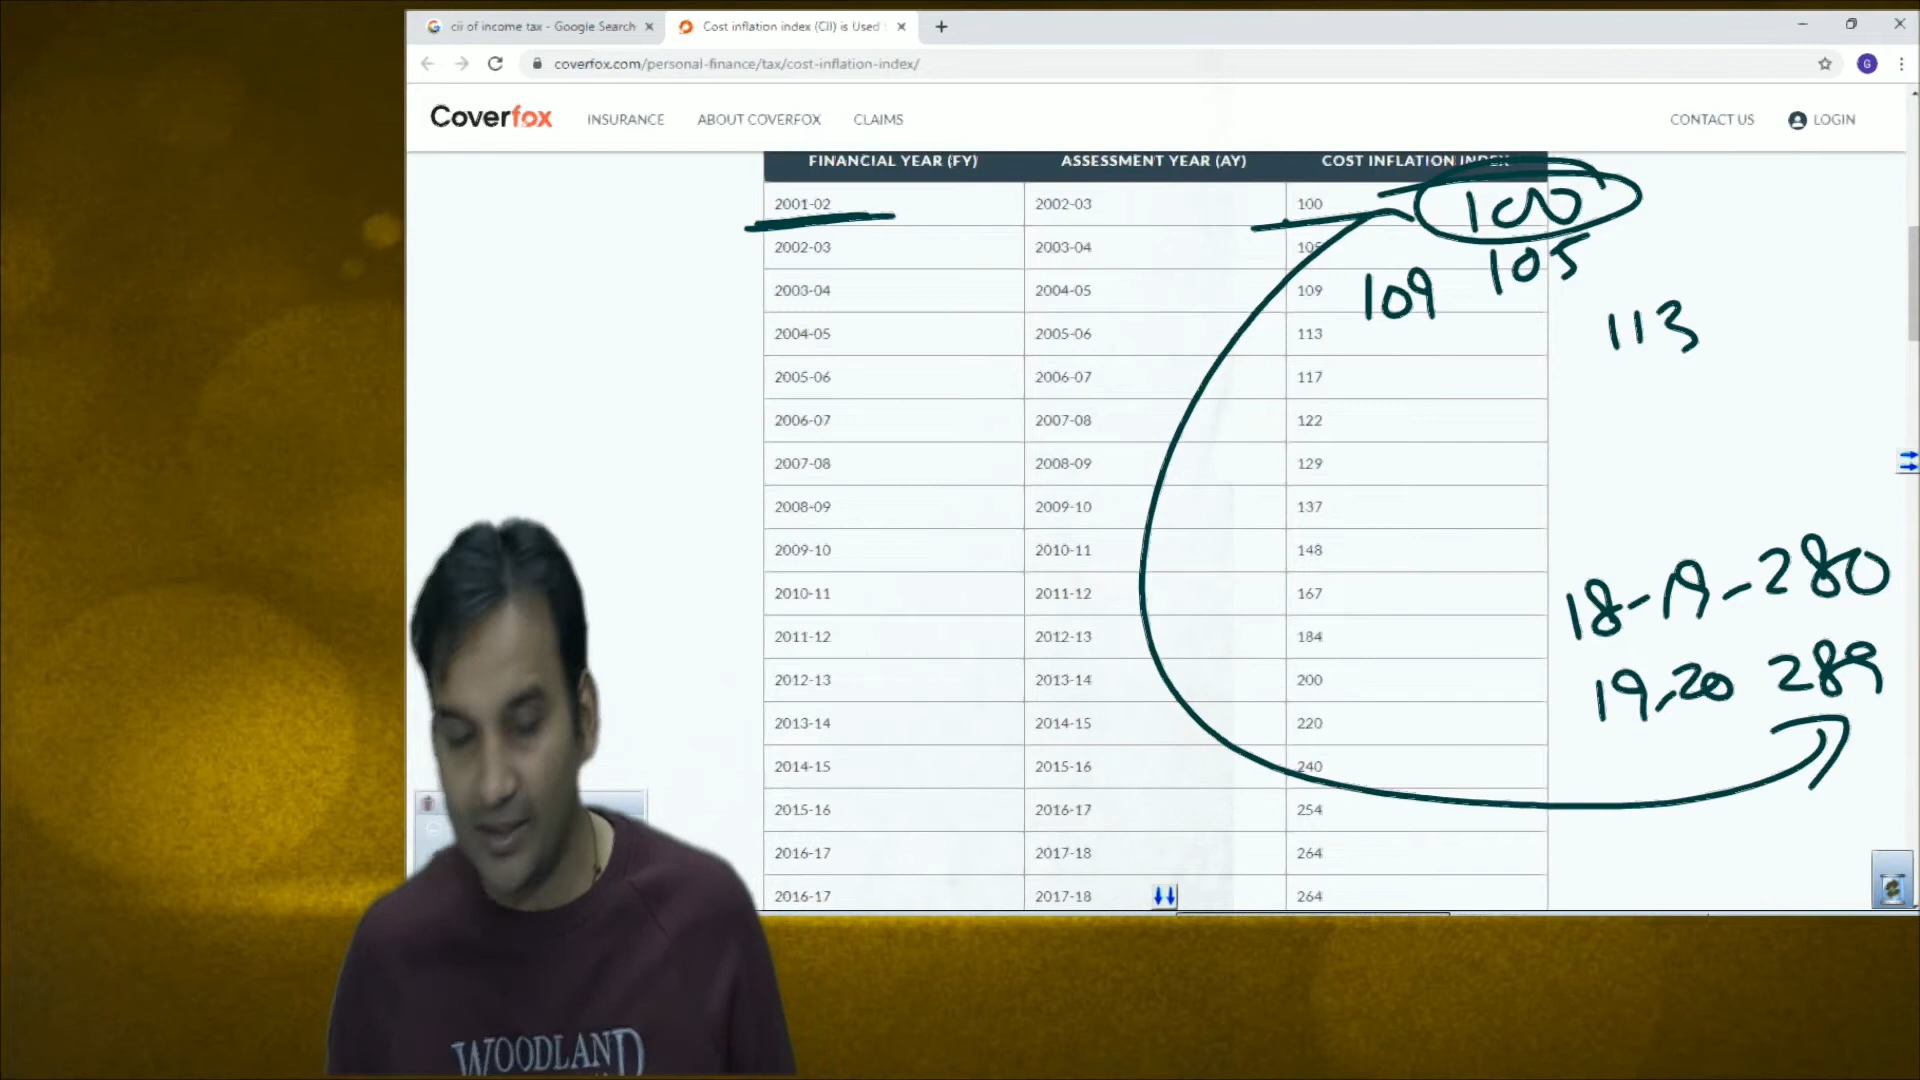 cii of income tax - Google Search
Cost inflation index (CII) is Used
coverfox.com/personal-finance/tax/cost-inflation-index/
G
Coverfox INSURANCE ABOUT COVERFOX CLAIMS CONTACT US LOGIN
FINANCIAL YEAR (FY) ASSESSMENT YEAR (AY) COST INFLATION INDEX
2001-02 2002-03 100 100
2002-03 2003-04 105 105
2003-04 2004-05 109 109
2004-05 2005-06 113 113
2005-06 2006-07 117
2006-07 2007-08 122
2007-08 2008-09 129
2008-09 2009-10 137
2009-10 2010-11 148
2010-11 2011-12 167
18-19-280
2011-12 2012-13 184
2012-13 2013-14 200
19-20 289
2013-14 2014-15 220
2014-15 2015-16 240
2015-16 2016-17 254
2016-17 2017-18 264
2016-17 2017-18 264
WOODLAND